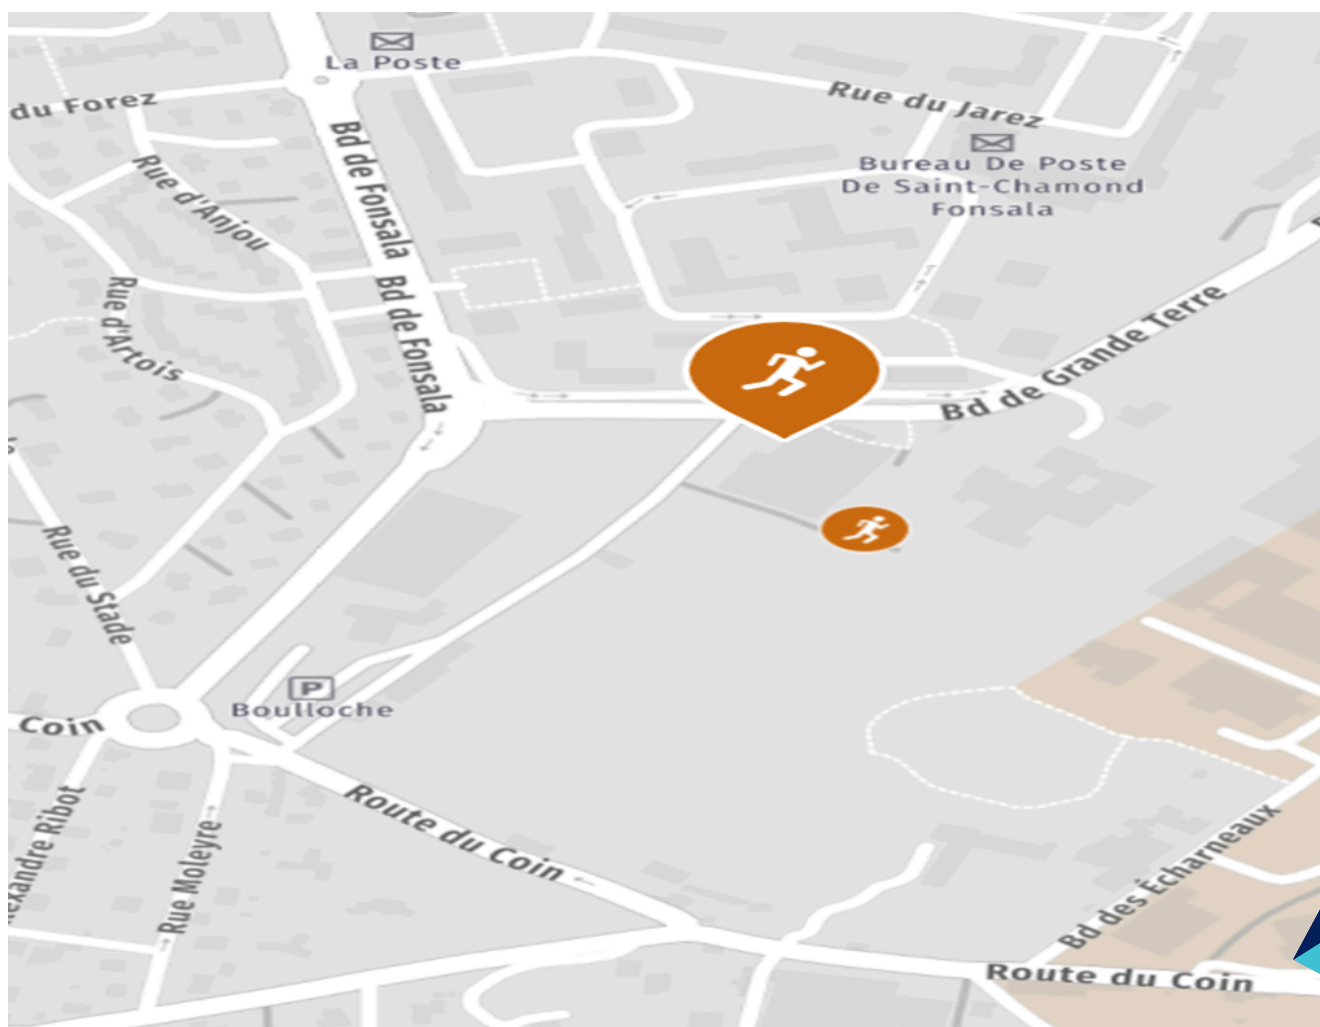 La Poste
du Forez
Rue du Jarez
Bd de Fonsala
Bureau De Poste
De Saint-Chamond
Fonsala
Rue d'Anjou
Bd de Fonsala
Rue d'Artois
Bd de Grande Terre
Rue du Stade
P
Boulloche
Coin
Route du Coin
Rue Moleyre
Ribot
Bd des Écharneaux
Route du Coin